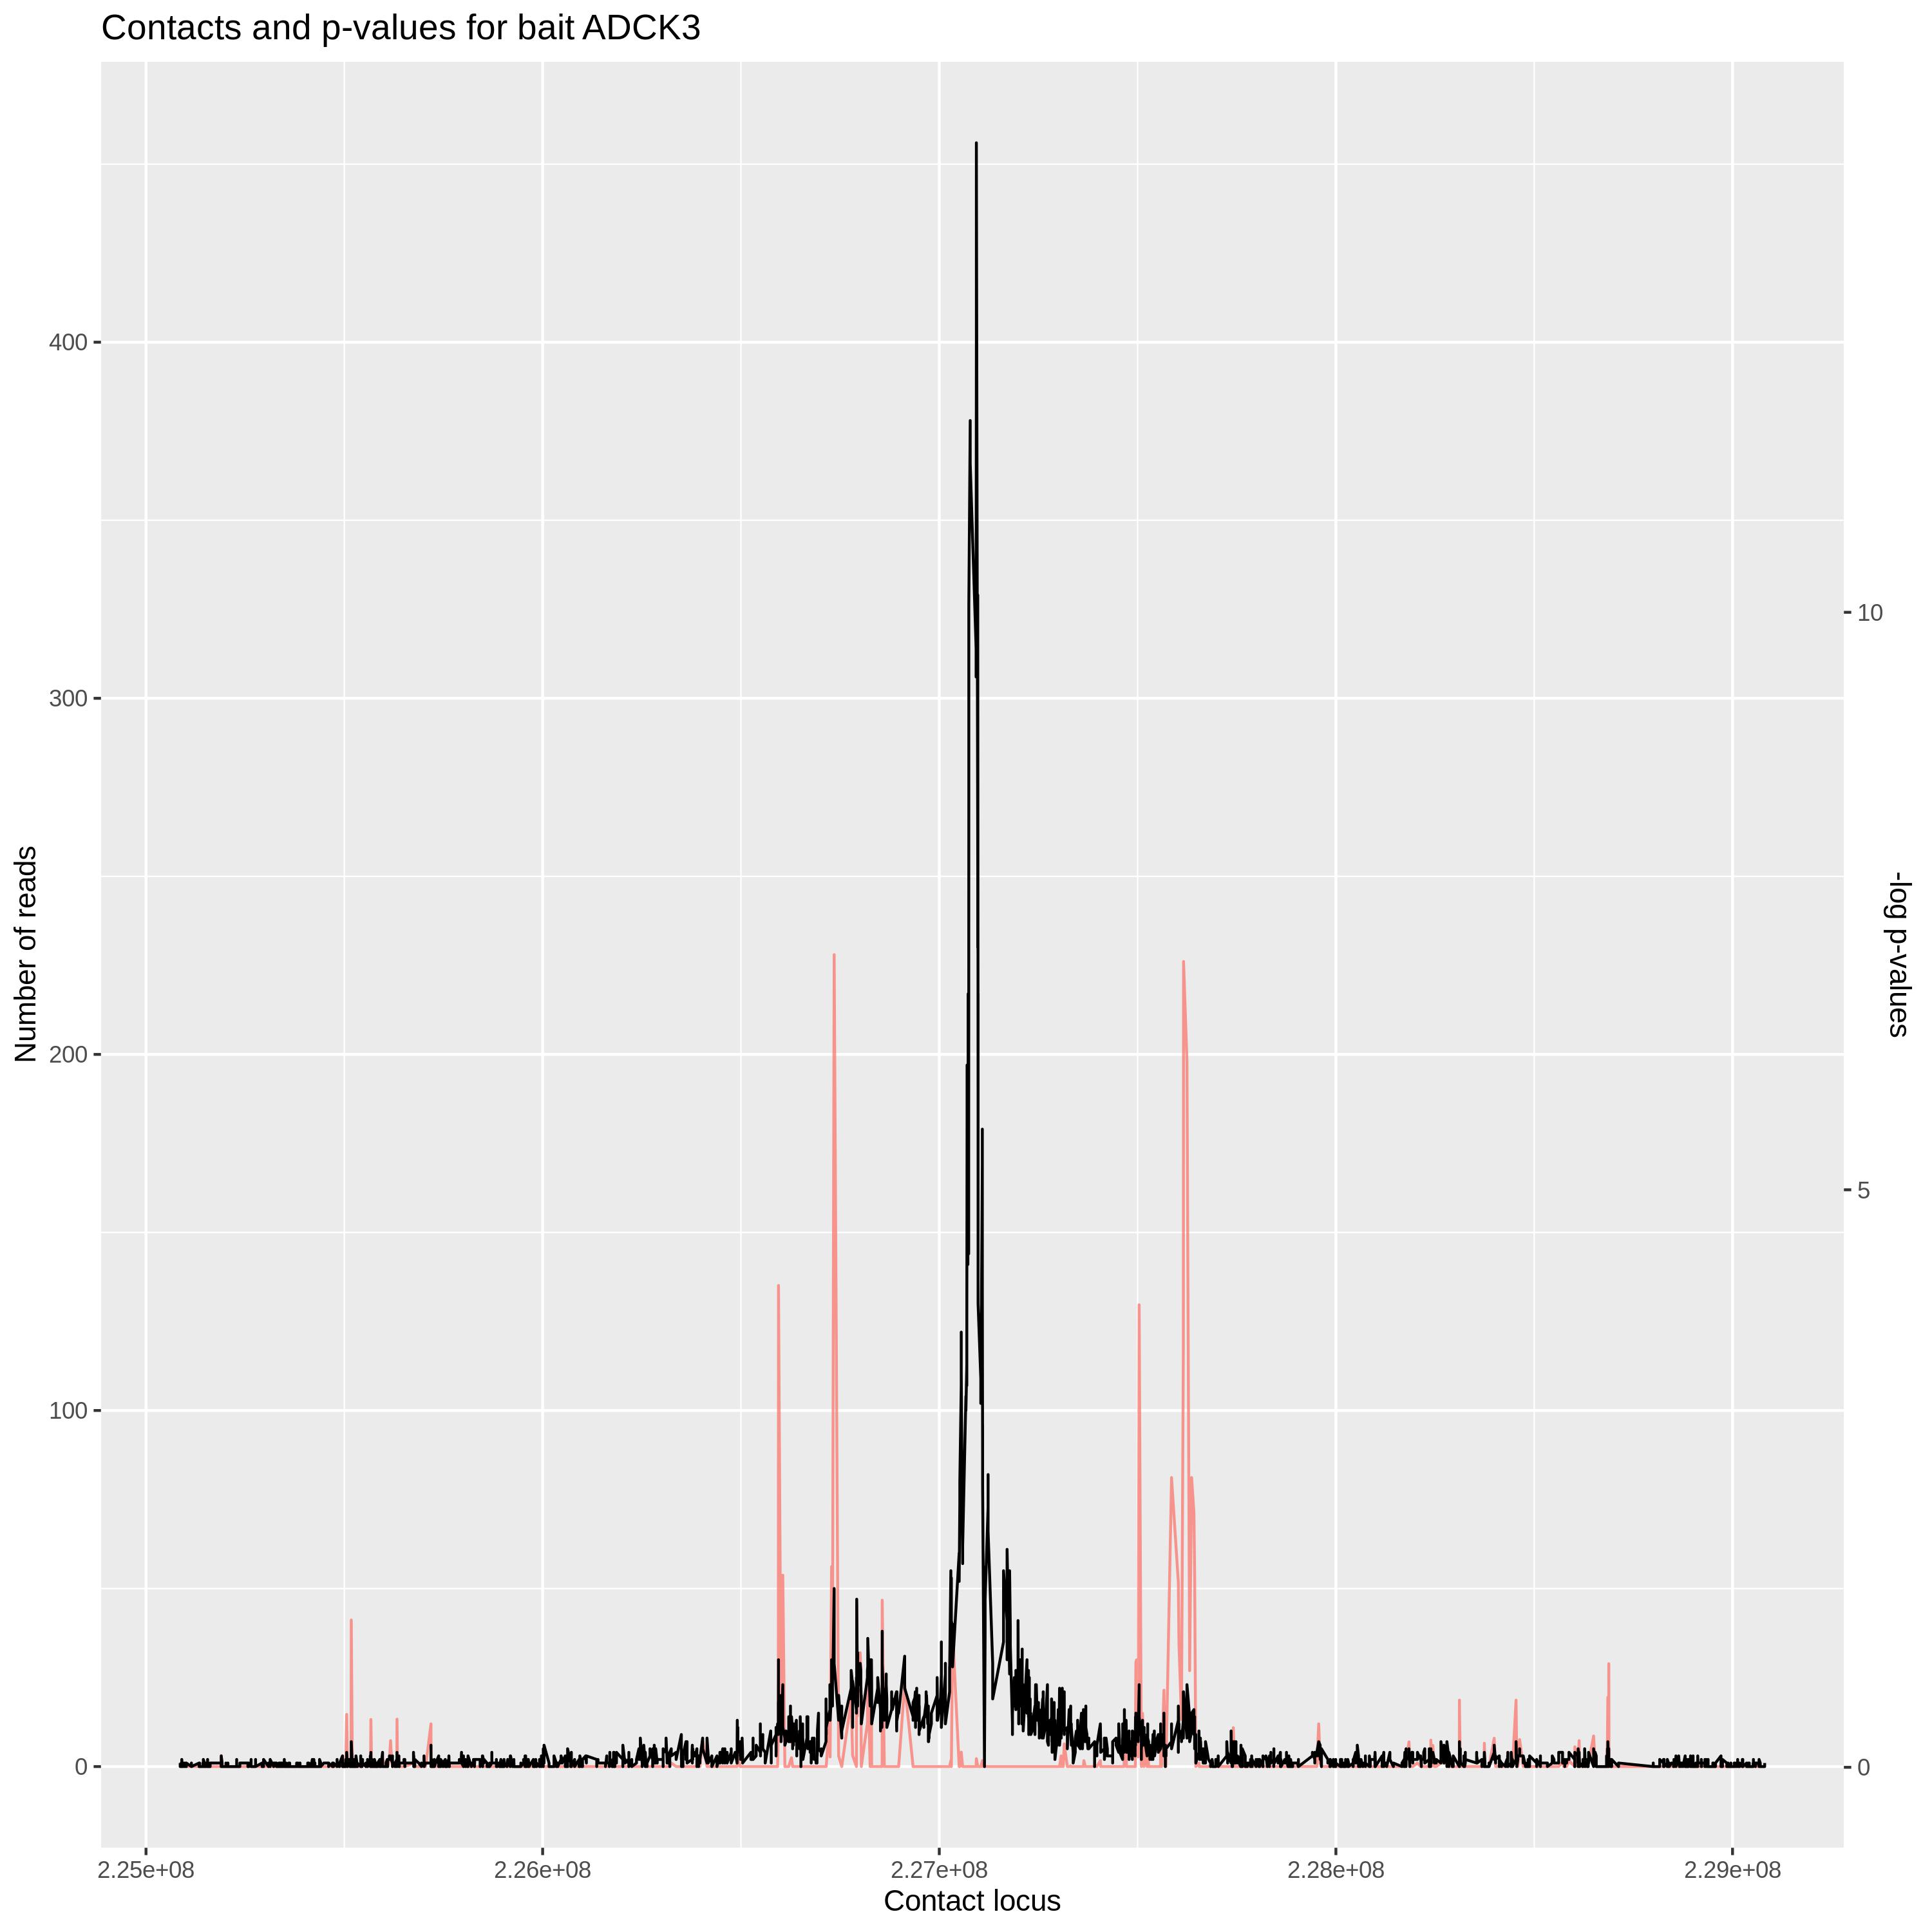 Contacts and p-values for bait ADCK3
Number of reads
400
300
200
100
0
10
5
0
-log p-values
2.25e+08 2.26e+08 2.27e+08 2.28e+08 2.29e+08
Contact locus